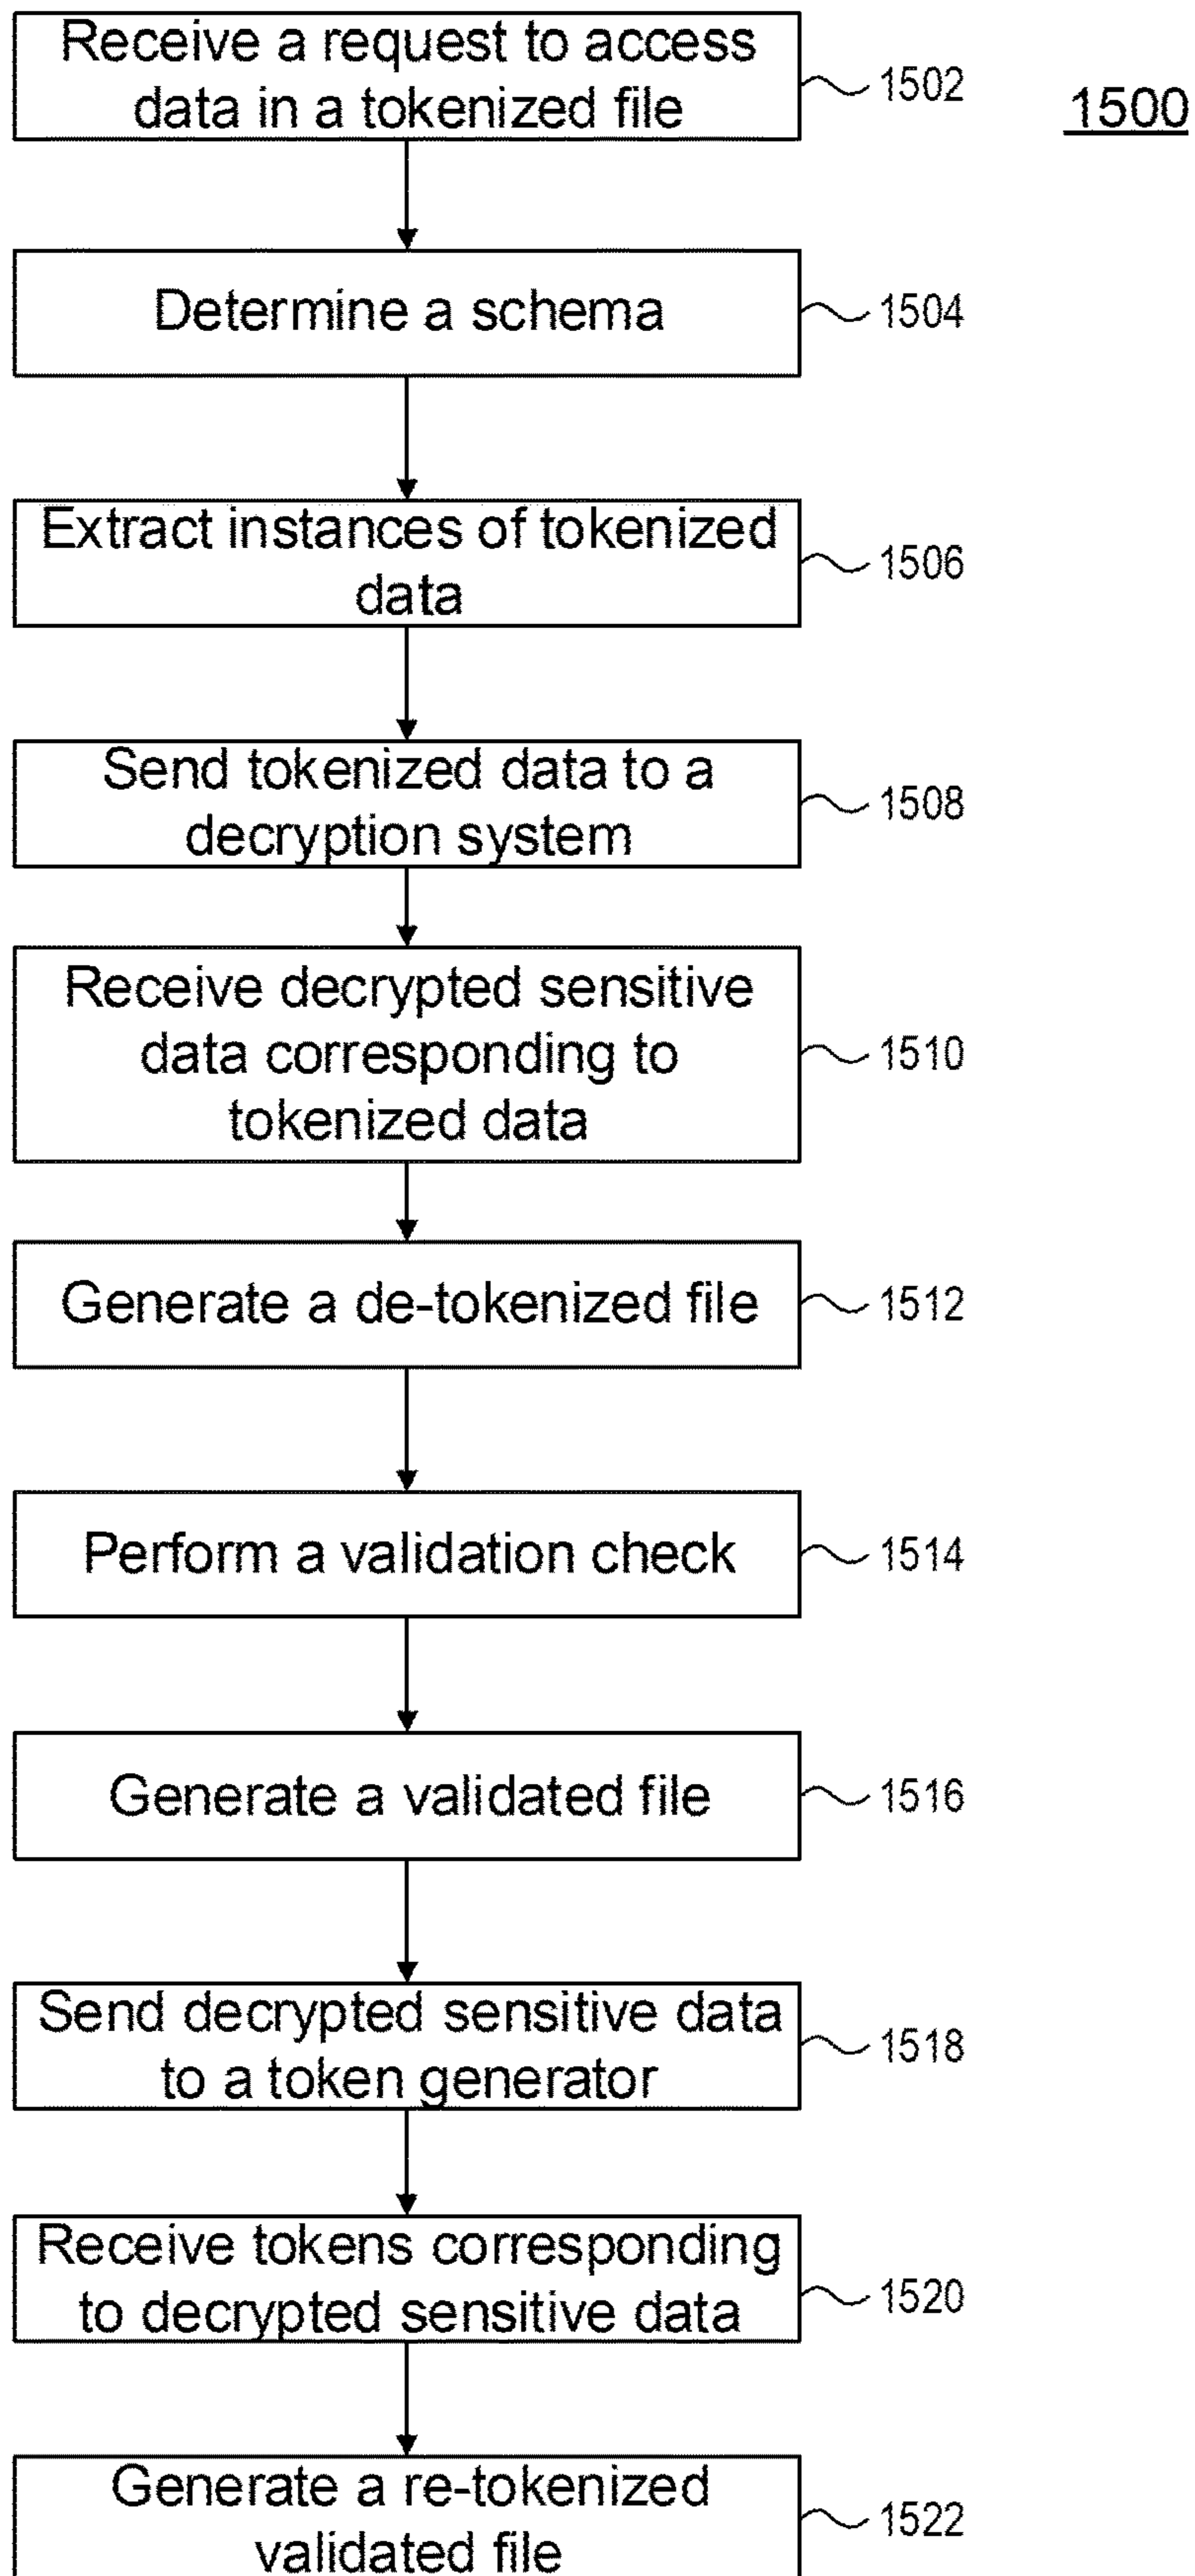 Receive a request to access
data in a tokenized file
1502
1500
Determine a schema
1504
Extract instances of tokenized
data
1506
Send tokenized data to a
decryption system
1508
Receive decrypted sensitive
data corresponding to
tokenized data
1510
Generate a de-tokenized file
1512
Perform a validation check
1514
Generate a validated file
1516
Send decrypted sensitive data
to a token generator
1518
Receive tokens corresponding
to decrypted sensitive data
1520
Generate a re-tokenized
validated file
1522